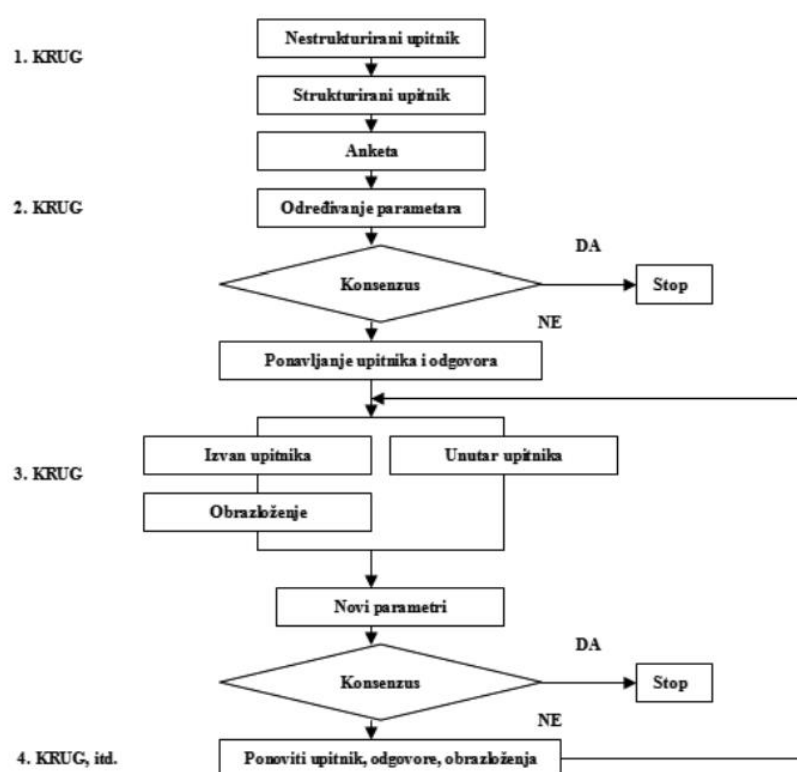 Nestrukturirani upitnik
1. KRUG
Strukturirani upitnik
Anketa
2. KRUG
Određivanje parametara
DA
Konsenzus
Stop
NE
Ponavljanje upitnika i odgovora
Izvan upitnika
Unutar upitnika
3. KRUG
Obrazloženje
Novi parametri
DA
Konsenzus
Stop
NE
4. KRUG, itd.
Ponoviti upitnik, odgovore, obrazloženja